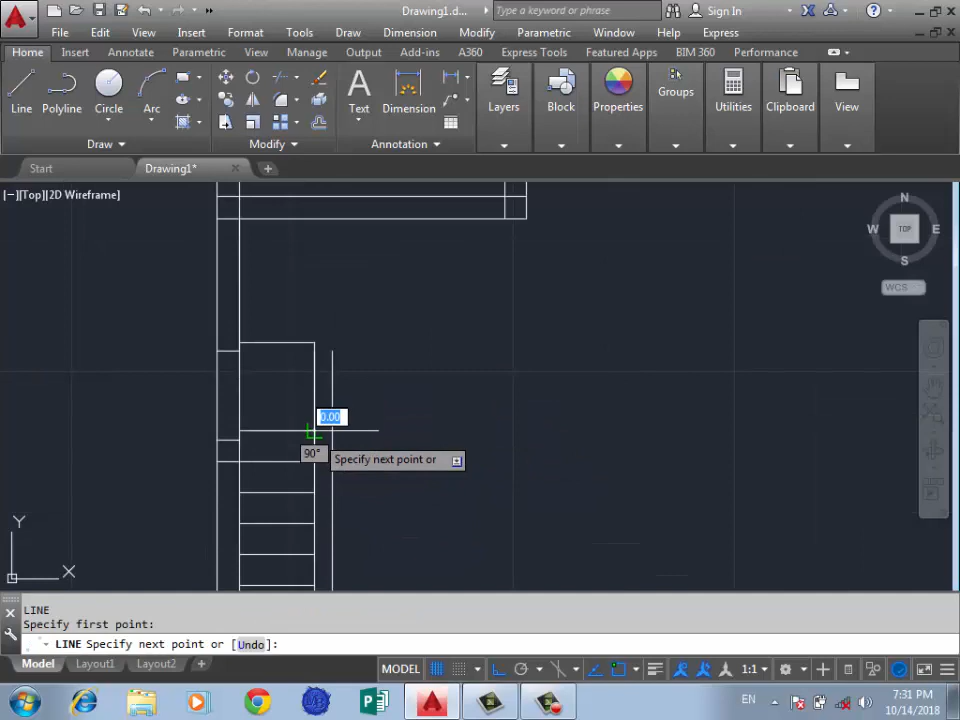 Drawing1.d...
Type a keyword or phrase
Sign In
File Edit View Insert Format Tools Draw Dimension Modify Parametric Window Help Express
Home Insert Annotate Parametric View Manage Output Add-ins A360 Express Tools Featured Apps BIM 360 Performance
Line Polyline Circle Arc Text Dimension Layers Block Properties Groups Utilities Clipboard View
Draw Modify Annotation
Start Drawing1*
[−][Top][2D Wireframe]
N
W TOP E
S
WCS
0.00
90°
Specify next point or
Y
X
LINE
Specify first point:
LINE Specify next point or [Undo]:
Model Layout1 Layout2
MODEL 1:1
EN
7:31 PM
10/14/2018